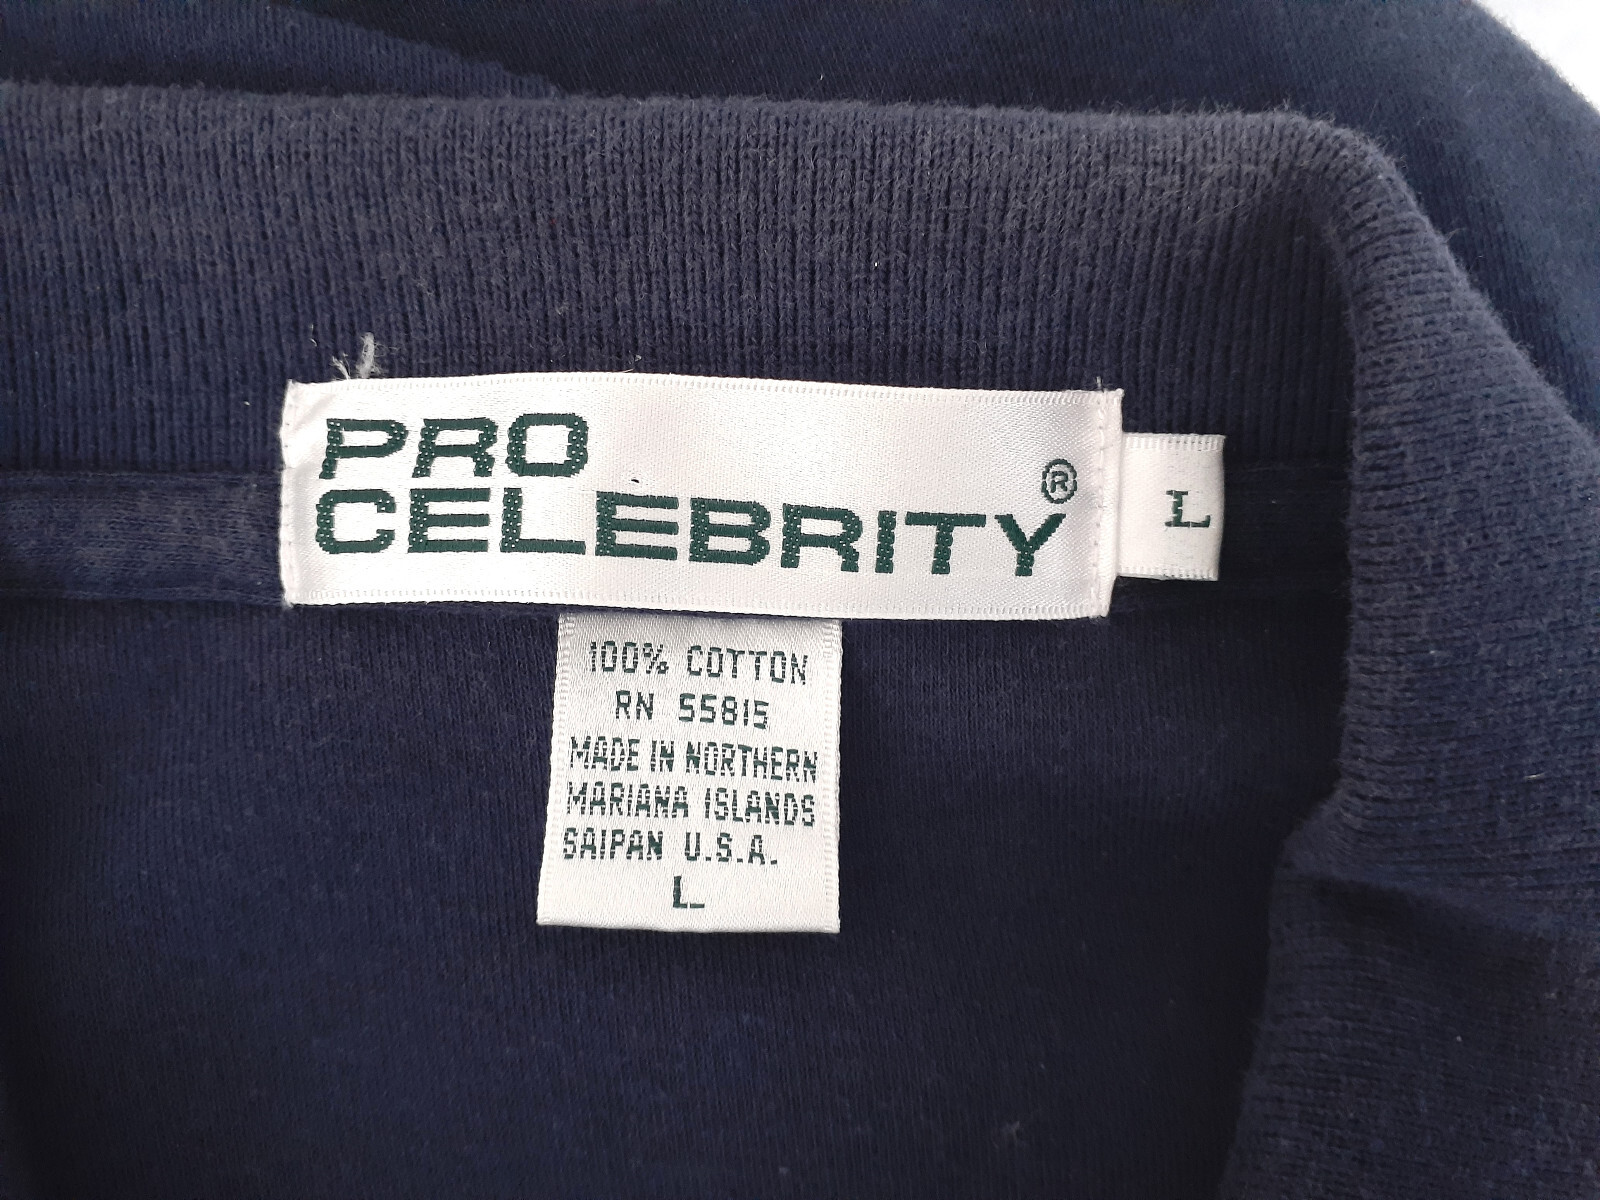 PRO
CELEBRITY ®
L
100% COTTON
RN 55815
MADE IN NORTHERN
MARIANA ISLANDS
SAIPAN U.S.A.
L